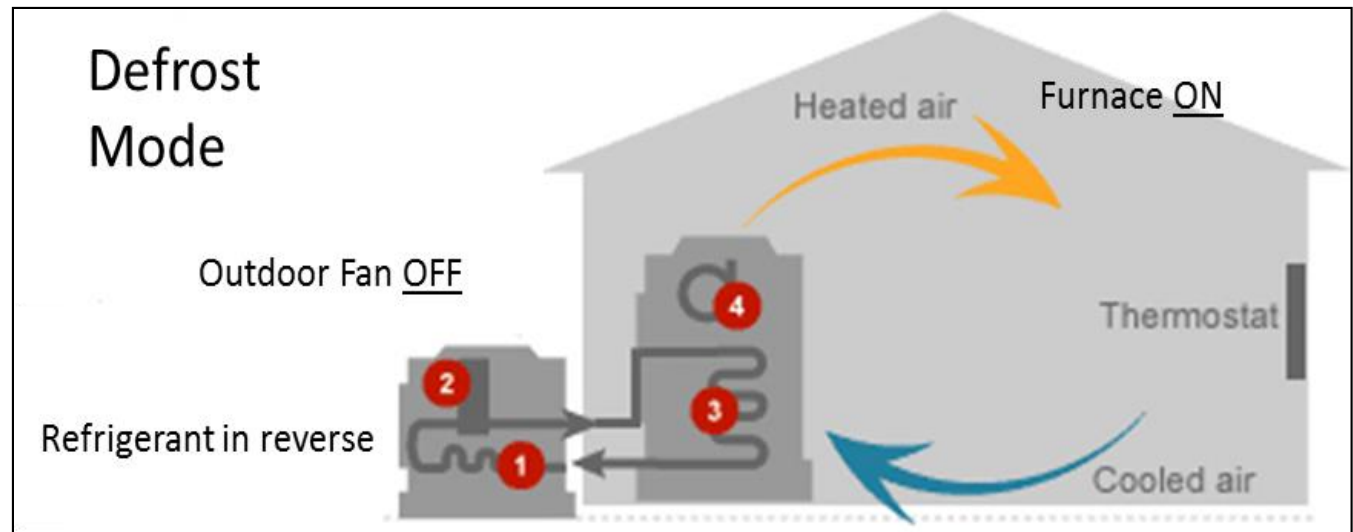 Defrost
Mode
Heated air
Furnace ON
Outdoor Fan OFF
4
Thermostat
2
3
Refrigerant in reverse
1
Cooled air